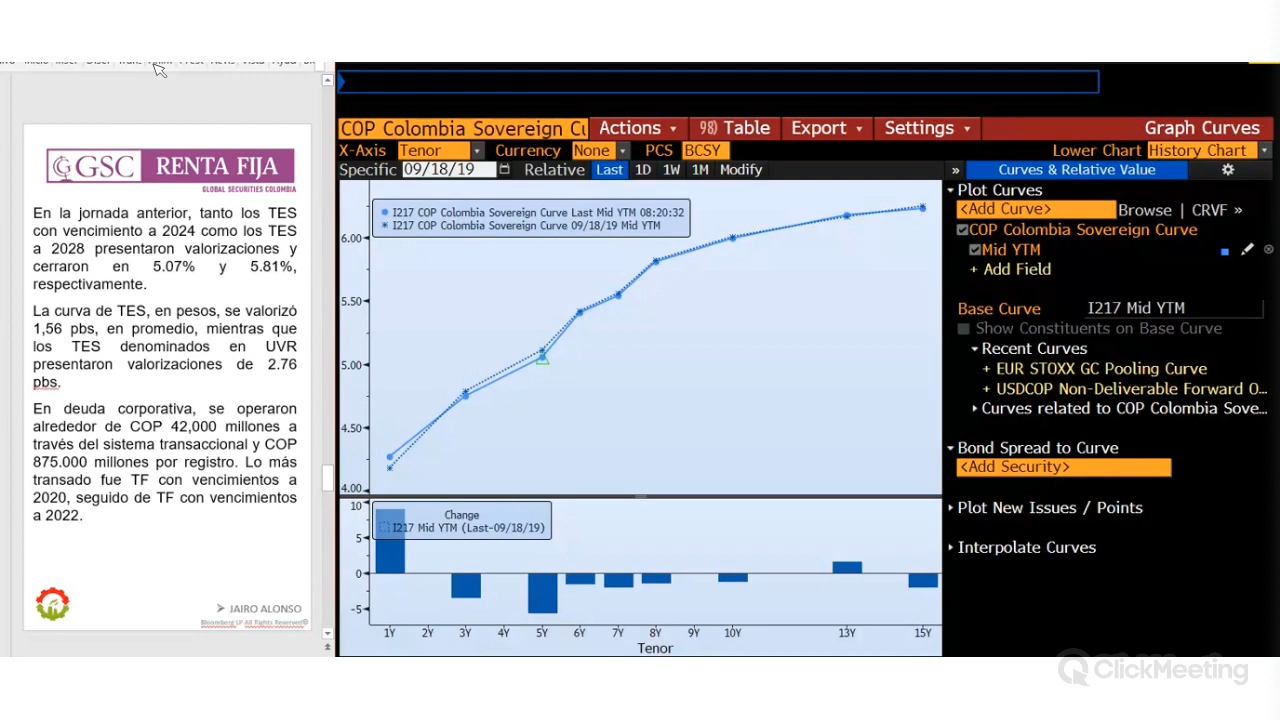 GSC RENTA FIJA
GLOBAL SECURITIES COLOMBIA
En la jornada anterior, tanto los TES
con vencimiento a 2024 como los TES
a 2028 presentaron valorizaciones y
cerraron en 5.07% y 5.81%,
respectivamente.
La curva de TES, en pesos, se valorizó
1,56 pbs, en promedio, mientras que
los TES denominados en UVR
presentaron valorizaciones de 2.76
pbs.
En deuda corporativa, se operaron
alrededor de COP 42,000 millones a
través del sistema transaccional y COP
875.000 millones por registro. Lo más
transado fue TF con vencimientos a
2020, seguido de TF con vencimientos
a 2022.
➤ JAIRO ALONSO
Bloomberg LP All Rights Reserved®
COP Colombia Sovereign Cu Actions 98) Table Export Settings Graph Curves
X-Axis Tenor Currency None PCS BCSY Lower Chart History Chart
Specific 09/18/19 Relative Last 1D 1W 1M Modify » Curves & Relative Value
I217 COP Colombia Sovereign Curve Last Mid YTM 08:20:32
I217 COP Colombia Sovereign Curve 09/18/19 Mid YTM
6.00
5.50
5.00
4.50
4.00
Change
I217 Mid YTM (Last-09/18/19)
10
5
0
-5
1Y 2Y 3Y 4Y 5Y 6Y 7Y 8Y 9Y 10Y 13Y 15Y
Tenor
Plot Curves
<Add Curve> Browse | CRVF »
COP Colombia Sovereign Curve
Mid YTM
+ Add Field
Base Curve I217 Mid YTM
Show Constituents on Base Curve
Recent Curves
+ EUR STOXX GC Pooling Curve
+ USDCOP Non-Deliverable Forward O...
Curves related to COP Colombia Sove...
Bond Spread to Curve
<Add Security>
Plot New Issues / Points
Interpolate Curves
ClickMeeting